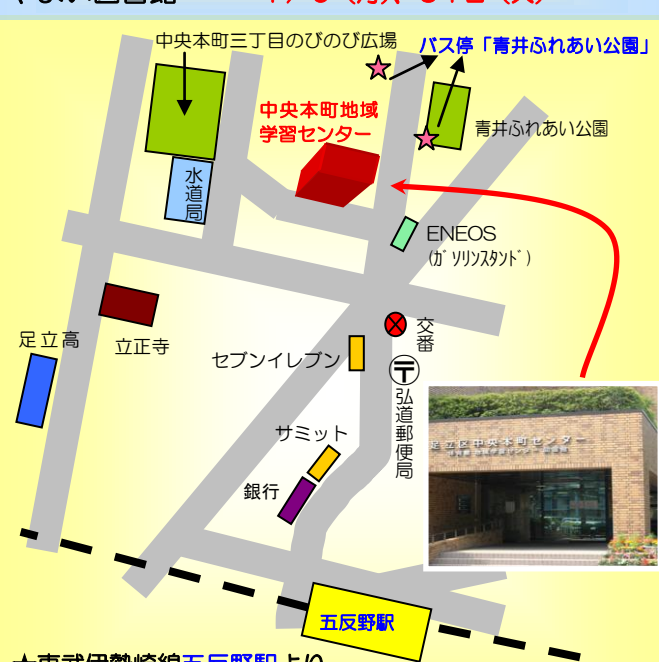 中央本町三丁目のびのび広場
バス停「青井ふれあい公園」
中央本町地域
学習センター
青井ふれあい公園
水道局
ENEOS
(ｶﾞｿﾘﾝｽﾀﾝﾄﾞ)
足立高
立正寺
交番
セブンイレブン
〒
弘道郵便局
サミット
銀行
足立区中央本町センター
五反野駅
★東武伊勢崎線五反野駅より